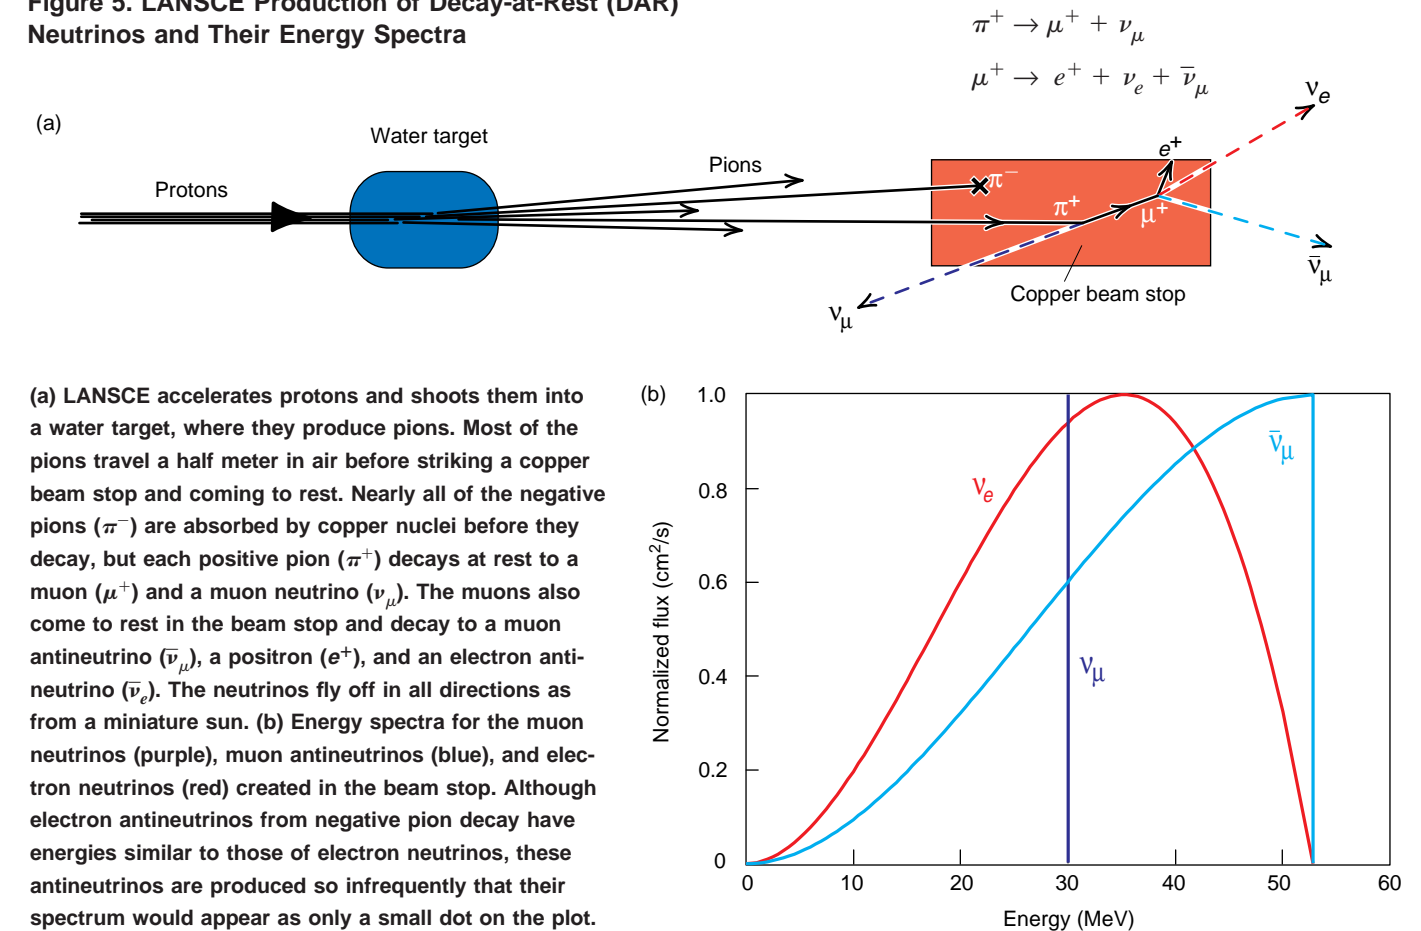 Figure 5. LANSCE Production of Decay-at-Rest (DAR)
Neutrinos and Their Energy Spectra
π⁺ → μ⁺ + ν_μ
μ⁺ → e⁺ + ν_e + ν̄_μ
(a)
Water target
Protons
Pions
π⁻
π⁺
μ⁺
e⁺
ν_e
ν̄_μ
ν_μ
Copper beam stop
(a) LANSCE accelerates protons and shoots them into
a water target, where they produce pions. Most of the
pions travel a half meter in air before striking a copper
beam stop and coming to rest. Nearly all of the negative
pions (π⁻) are absorbed by copper nuclei before they
decay, but each positive pion (π⁺) decays at rest to a
muon (μ⁺) and a muon neutrino (ν_μ). The muons also
come to rest in the beam stop and decay to a muon
antineutrino (ν̄_μ), a positron (e⁺), and an electron anti-
neutrino (ν̄_e). The neutrinos fly off in all directions as
from a miniature sun. (b) Energy spectra for the muon
neutrinos (purple), muon antineutrinos (blue), and elec-
tron neutrinos (red) created in the beam stop. Although
electron antineutrinos from negative pion decay have
energies similar to those of electron neutrinos, these
antineutrinos are produced so infrequently that their
spectrum would appear as only a small dot on the plot.
(b)
Normalized flux (cm²/s)
1.0
0.8
0.6
0.4
0.2
0
ν_e
ν̄_μ
ν_μ
0 10 20 30 40 50 60
Energy (MeV)